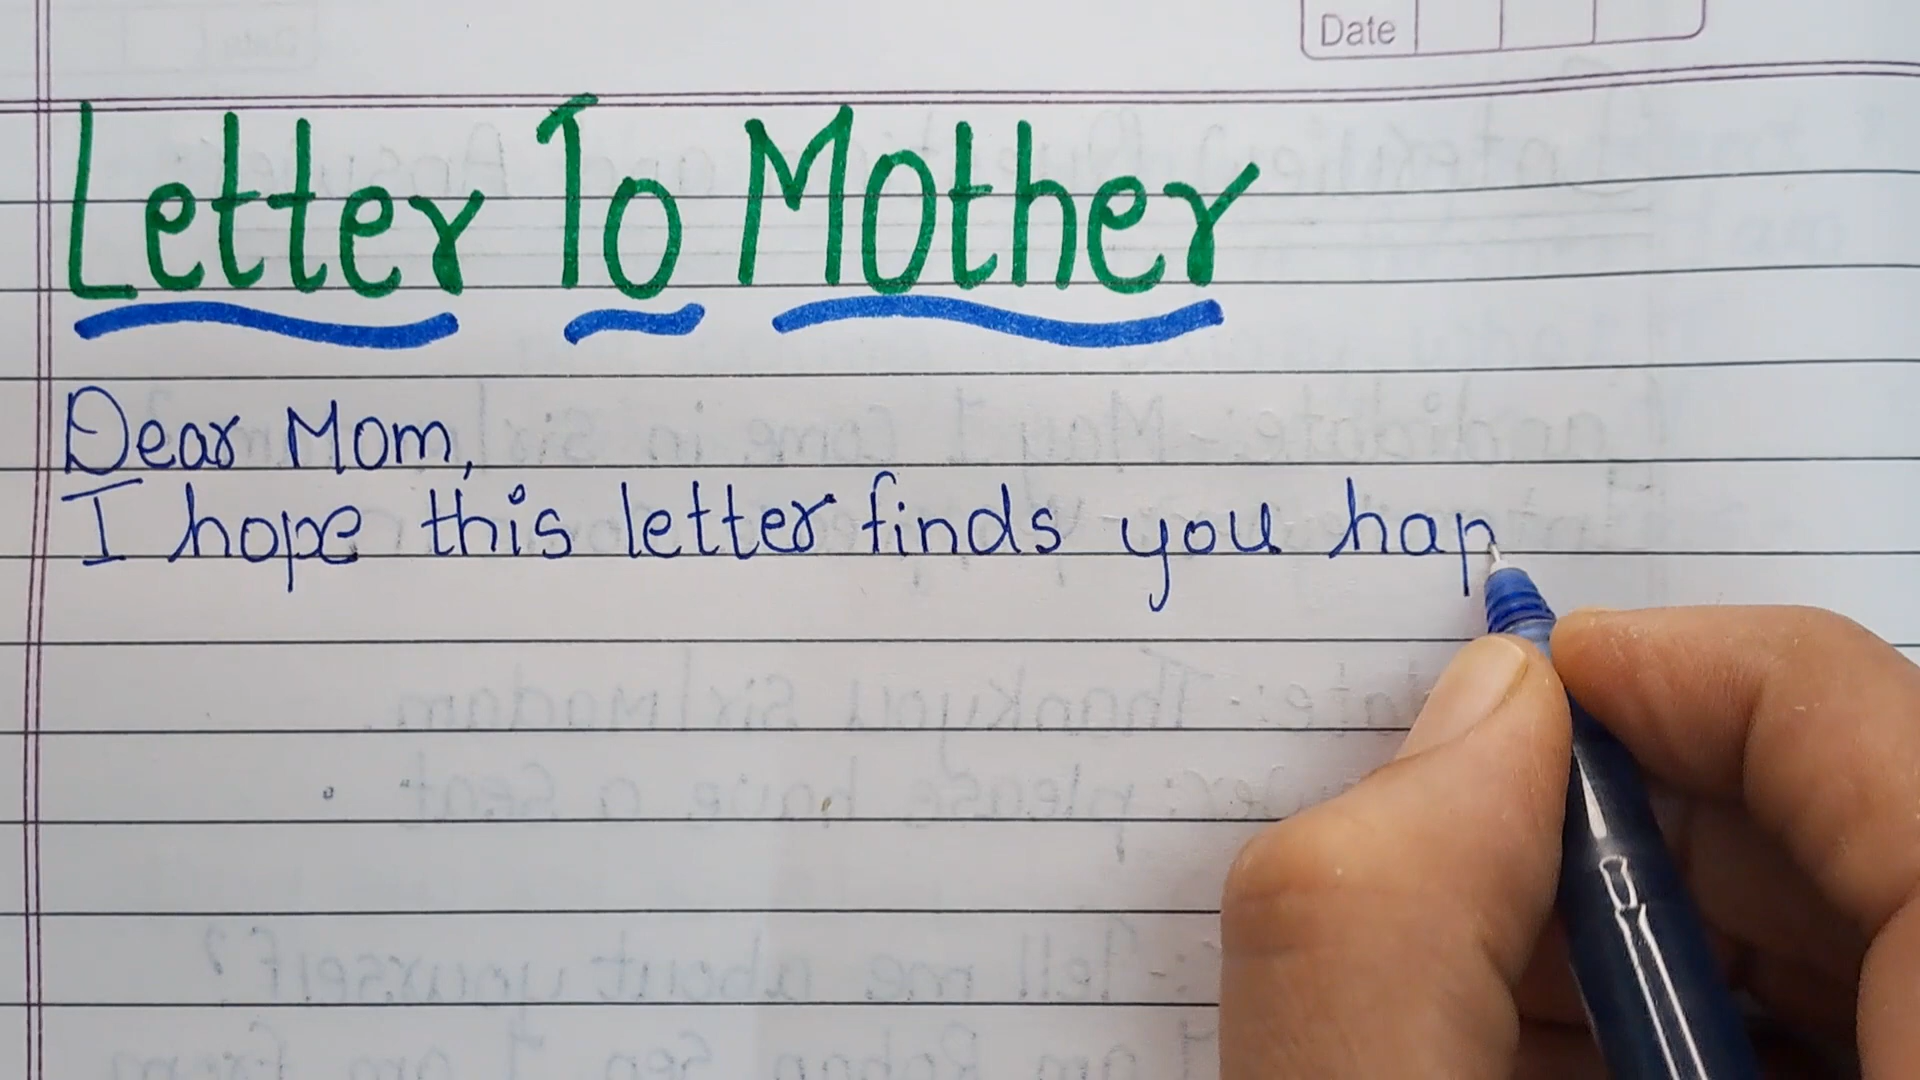 Date
Letter To Mother
Dear Mom,
I hope this letter finds you hap